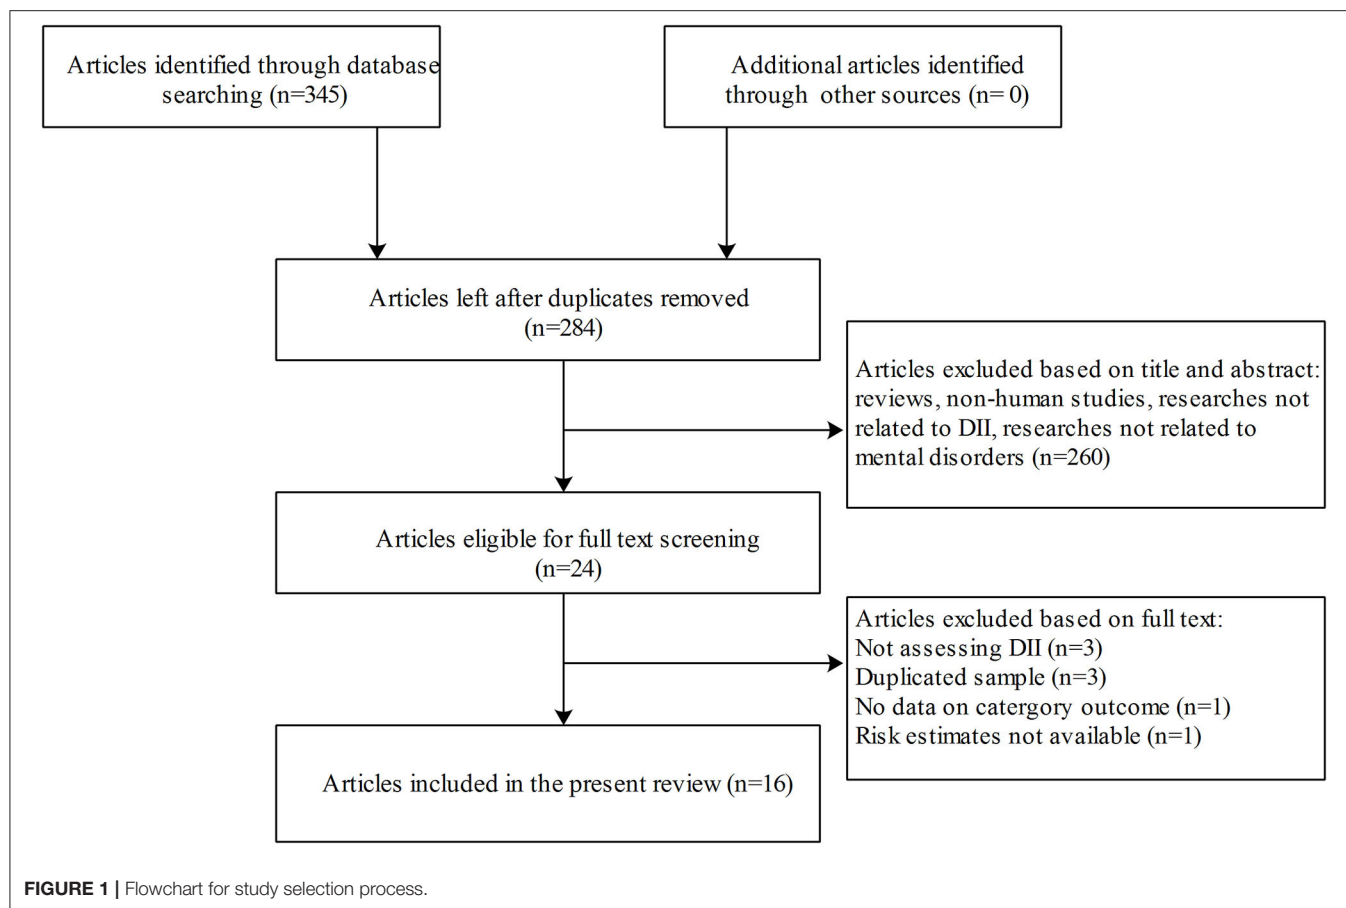 Articles identified through database
searching (n=345)
Additional articles identified
through other sources (n= 0)
Articles left after duplicates removed
(n=284)
Articles excluded based on title and abstract:
reviews, non-human studies, researches not
related to DII, researches not related to
mental disorders (n=260)
Articles eligible for full text screening
(n=24)
Articles excluded based on full text:
Not assessing DII (n=3)
Duplicated sample (n=3)
No data on catergory outcome (n=1)
Risk estimates not available (n=1)
Articles included in the present review (n=16)
FIGURE 1 | Flowchart for study selection process.